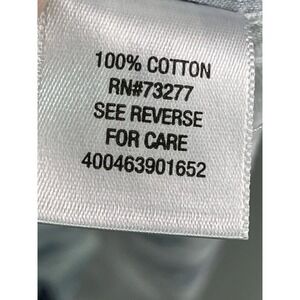 100% COTTON
RN#73277
SEE REVERSE
FOR CARE
400463901652